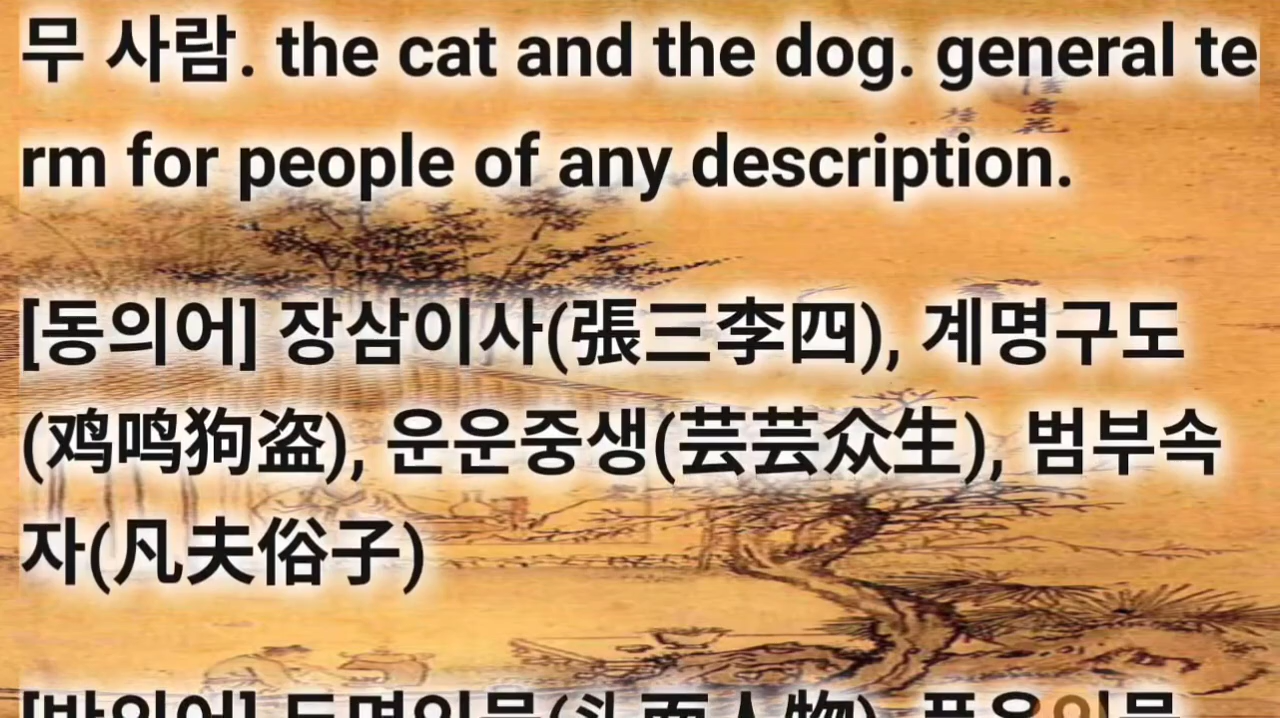 무 사람. the cat and the dog. general te
rm for people of any description.
[동의어] 장삼이사(張三李四), 계명구도
(鸡鸣狗盗), 운운중생(芸芸众生), 범부속
자(凡夫俗子)
[반의어] 두면인물(头面人物), 풍운인물